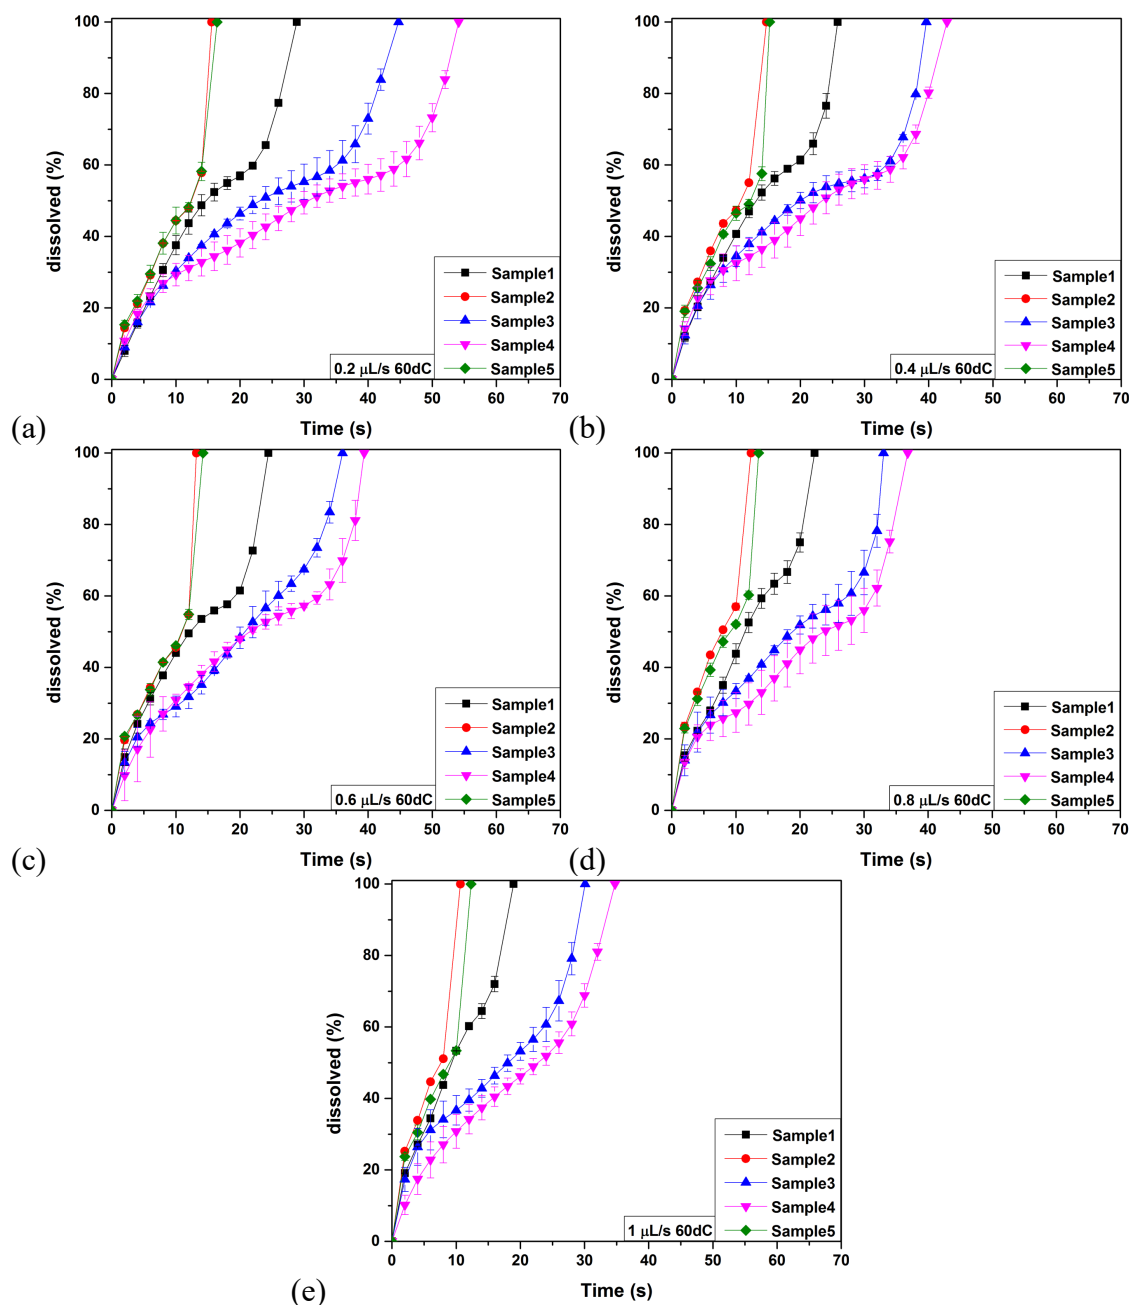 100
80
60
40
20
0
dissolved (%)
0 10 20 30 40 50 60 70
Time (s)
Sample1
Sample2
Sample3
Sample4
Sample5
0.2 μL/s 60dC
(a)
100
80
60
40
20
0
dissolved (%)
0 10 20 30 40 50 60 70
Time (s)
Sample1
Sample2
Sample3
Sample4
Sample5
0.4 μL/s 60dC
(b)
100
80
60
40
20
0
dissolved (%)
0 10 20 30 40 50 60 70
Time (s)
Sample1
Sample2
Sample3
Sample4
Sample5
0.6 μL/s 60dC
(c)
100
80
60
40
20
0
dissolved (%)
0 10 20 30 40 50 60 70
Time (s)
Sample1
Sample2
Sample3
Sample4
Sample5
0.8 μL/s 60dC
(d)
100
80
60
40
20
0
dissolved (%)
0 10 20 30 40 50 60 70
Time (s)
Sample1
Sample2
Sample3
Sample4
Sample5
1 μL/s 60dC
(e)